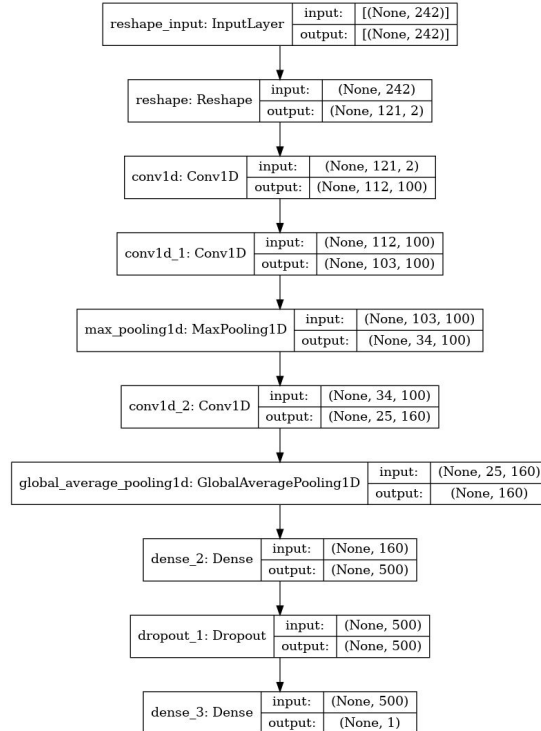 reshape_input: InputLayer input: [(None, 242)]
output: [(None, 242)]
reshape: Reshape input: (None, 242)
output: (None, 121, 2)
conv1d: Conv1D input: (None, 121, 2)
output: (None, 112, 100)
conv1d_1: Conv1D input: (None, 112, 100)
output: (None, 103, 100)
max_pooling1d: MaxPooling1D input: (None, 103, 100)
output: (None, 34, 100)
conv1d_2: Conv1D input: (None, 34, 100)
output: (None, 25, 160)
global_average_pooling1d: GlobalAveragePooling1D input: (None, 25, 160)
output: (None, 160)
dense_2: Dense input: (None, 160)
output: (None, 500)
dropout_1: Dropout input: (None, 500)
output: (None, 500)
dense_3: Dense input: (None, 500)
output: (None, 1)